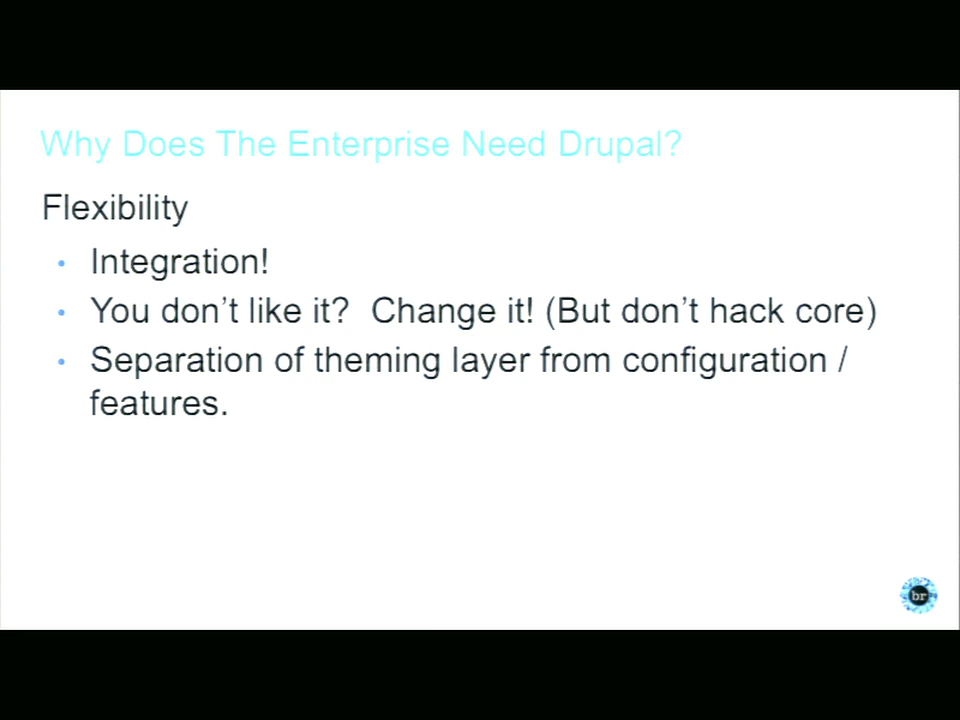 Why Does The Enterprise Need Drupal?
Flexibility
• Integration!
• You don’t like it?  Change it! (But don’t hack core)
• Separation of theming layer from configuration /
features.
br